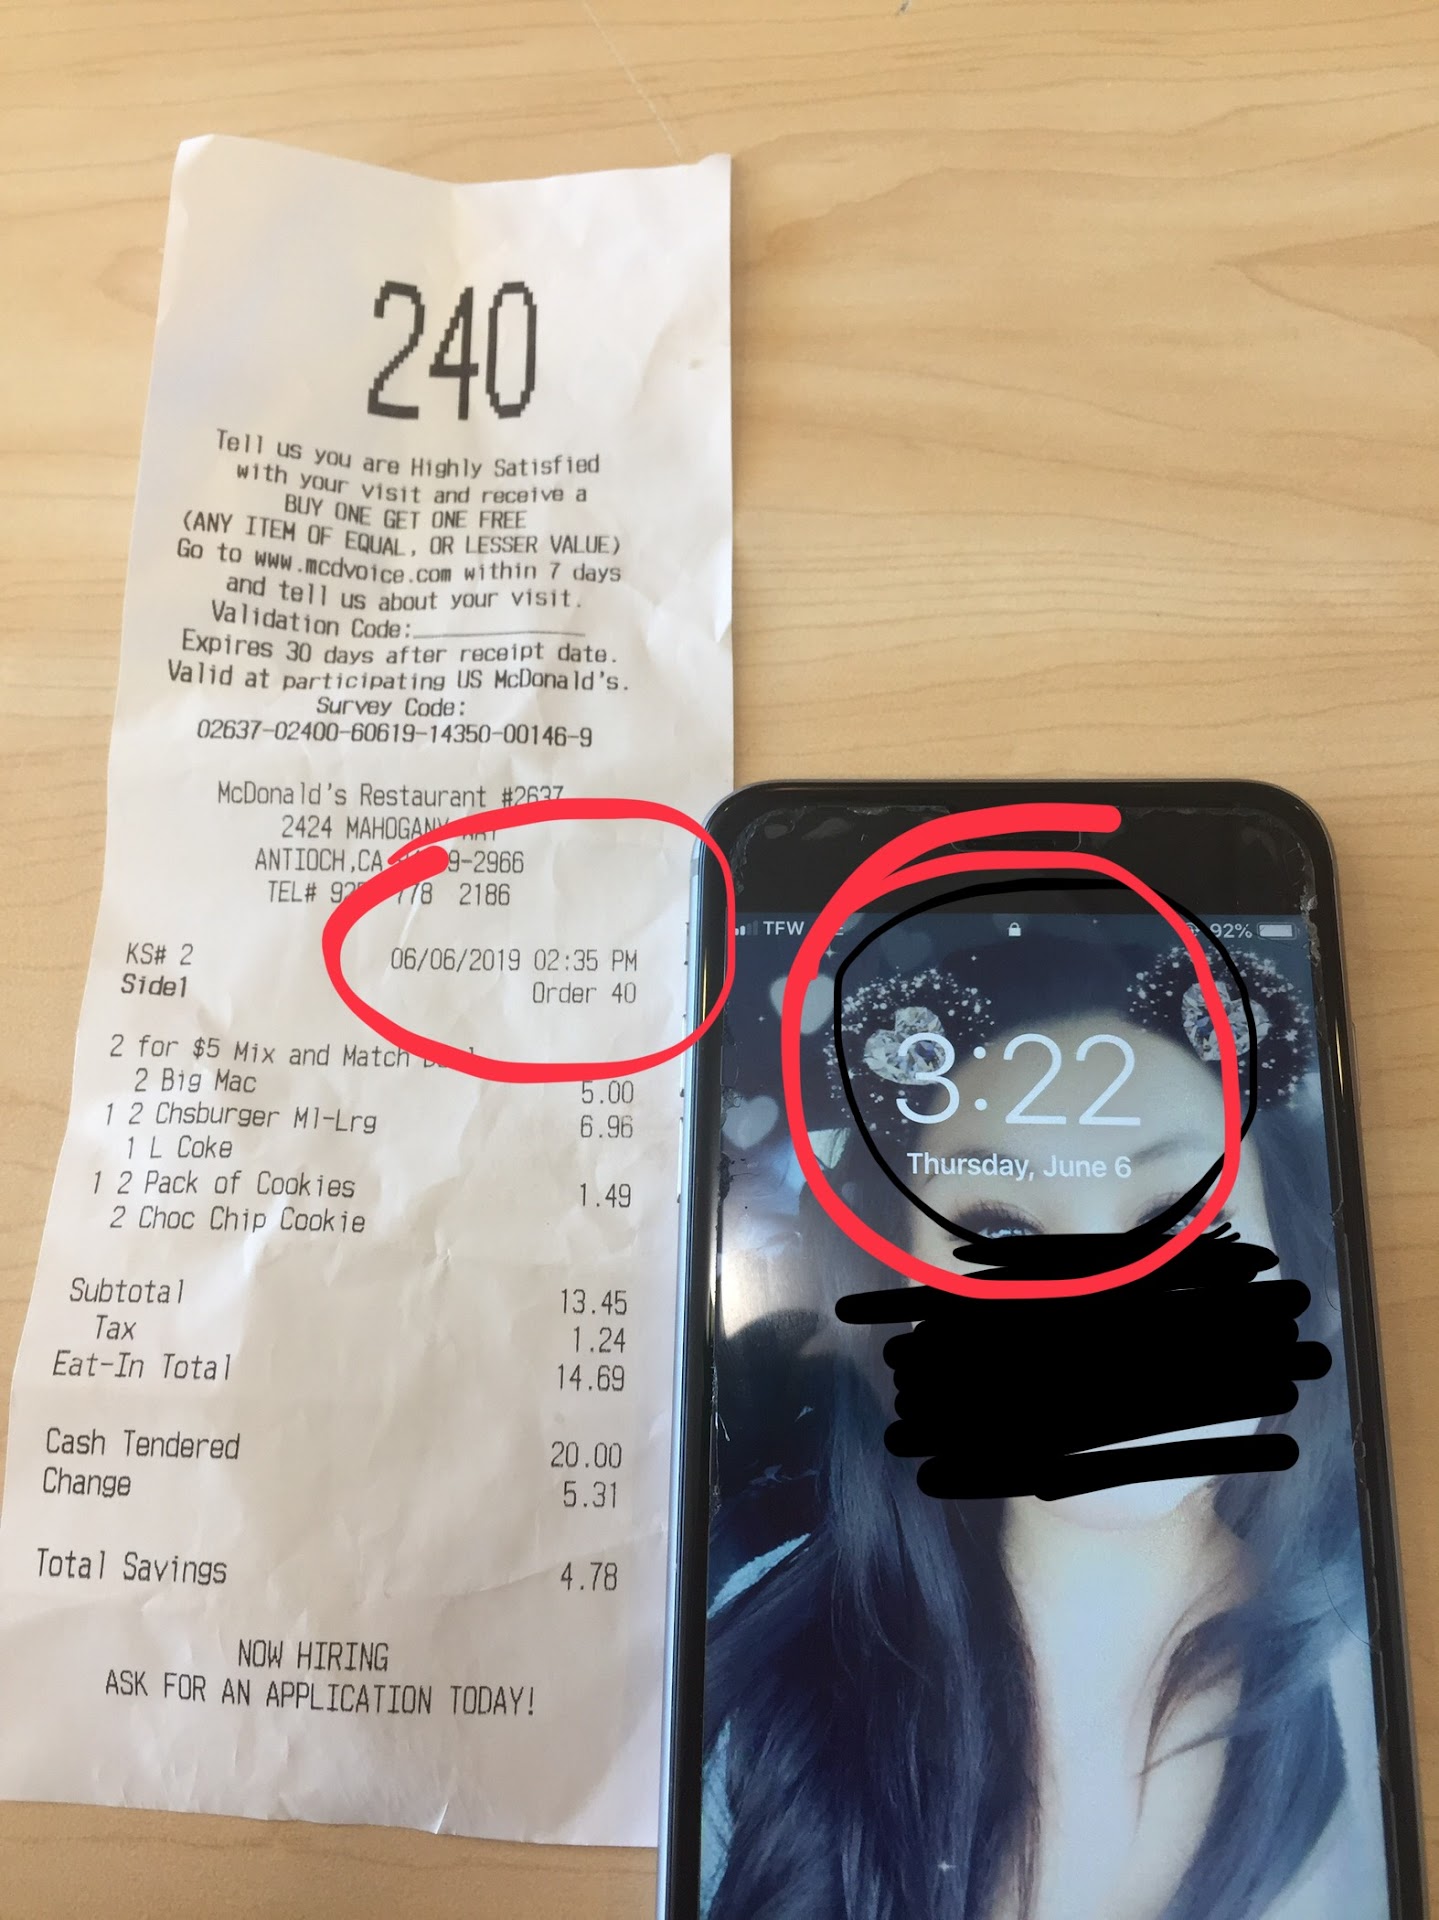 240
Tell us you are Highly Satisfied
with your visit and receive a
BUY ONE GET ONE FREE
(ANY ITEM OF EQUAL, OR LESSER VALUE)
Go to www.mcdvoice.com within 7 days
and tell us about your visit.
Validation Code:
Expires 30 days after receipt date.
Valid at participating US McDonald's.
Survey Code:
02637-02400-60619-14350-00146-9
McDonald's Restaurant #2637
2424 MAHOGANY
ANTIOCH,CA 9-2966
TEL# 778 2186
KS# 2 06/06/2019 02:35 PM
Side1 Order 40
2 for $5 Mix and Match
2 Big Mac 5.00
1 2 Chsburger Ml-Lrg 6.96
1 L Coke
1 2 Pack of Cookies 1.49
2 Choc Chip Cookie
Subtotal 13.45
Tax 1.24
Eat-In Total 14.69
Cash Tendered 20.00
Change 5.31
Total Savings 4.78
NOW HIRING
ASK FOR AN APPLICATION TODAY!
TFW 92%
3:22
Thursday, June 6